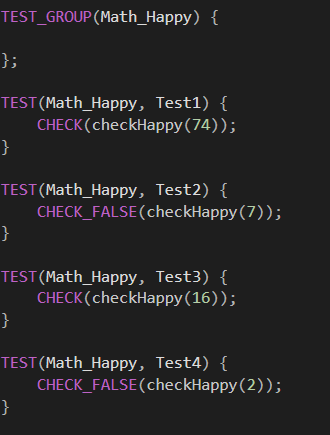 TEST_GROUP(Math_Happy) {

};

TEST(Math_Happy, Test1) {
    CHECK(checkHappy(74));
}

TEST(Math_Happy, Test2) {
    CHECK_FALSE(checkHappy(7));
}

TEST(Math_Happy, Test3) {
    CHECK(checkHappy(16));
}

TEST(Math_Happy, Test4) {
    CHECK_FALSE(checkHappy(2));
}